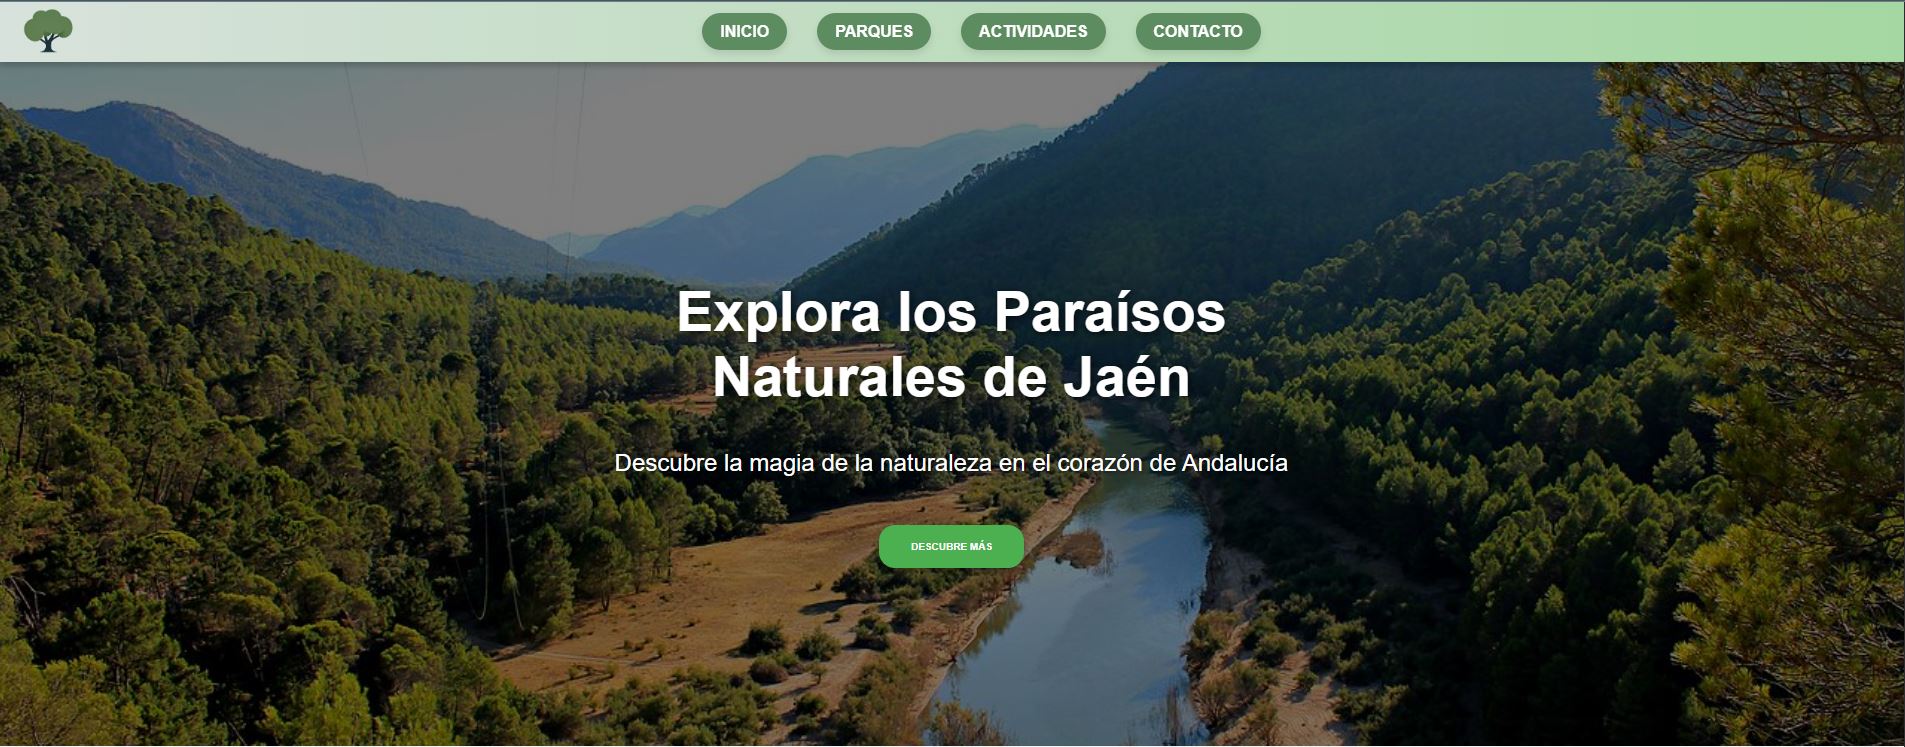 INICIO PARQUES ACTIVIDADES CONTACTO
Explora los Paraísos
Naturales de Jaén
Descubre la magia de la naturaleza en el corazón de Andalucía
DESCUBRE MÁS